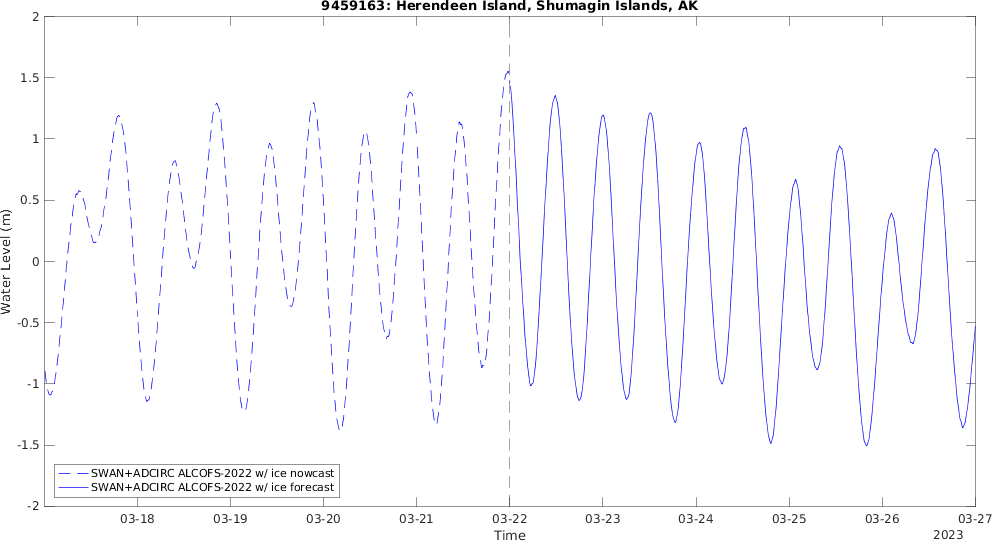 9459163: Herendeen Island, Shumagin Islands, AK
Water Level (m)
2
1.5
1
0.5
0
-0.5
-1
-1.5
-2
SWAN+ADCIRC ALCOFS-2022 w/ ice nowcast
SWAN+ADCIRC ALCOFS-2022 w/ ice forecast
03-18 03-19 03-20 03-21 03-22 03-23 03-24 03-25 03-26 03-27
Time
2023